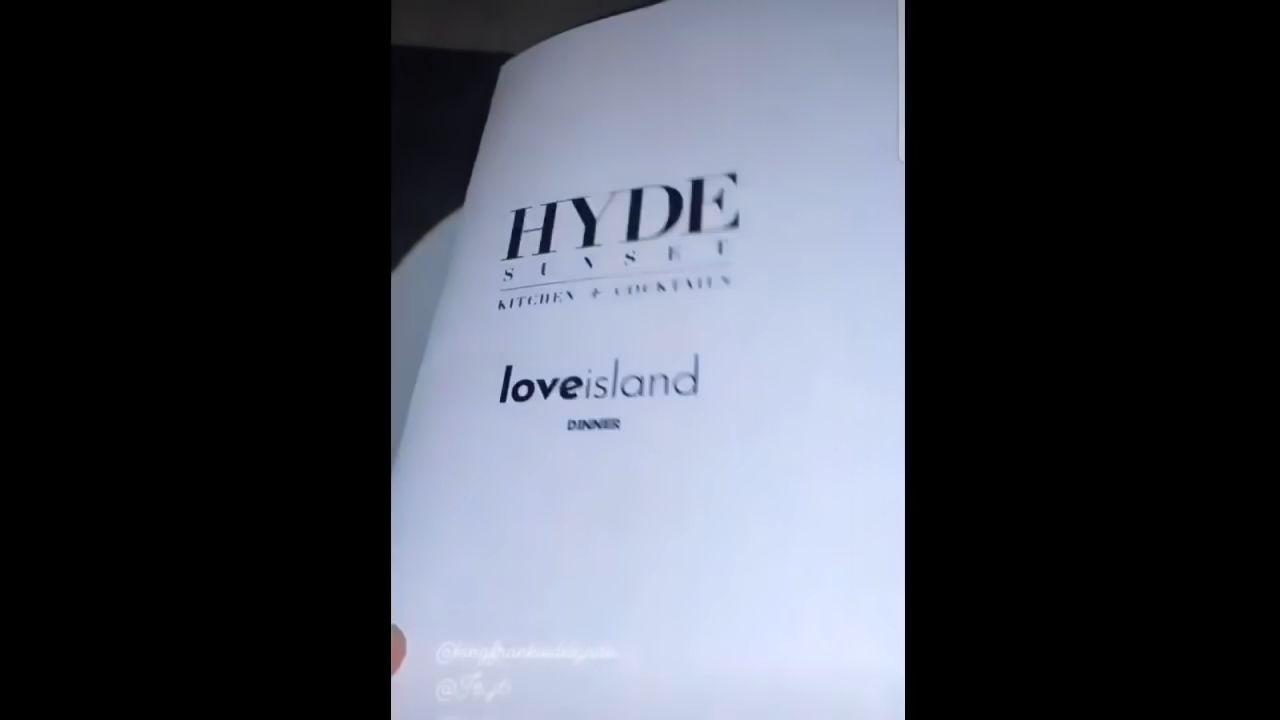 HYDE
SUNSET
KITCHEN + COCKTAILS
loveisland
DINNER